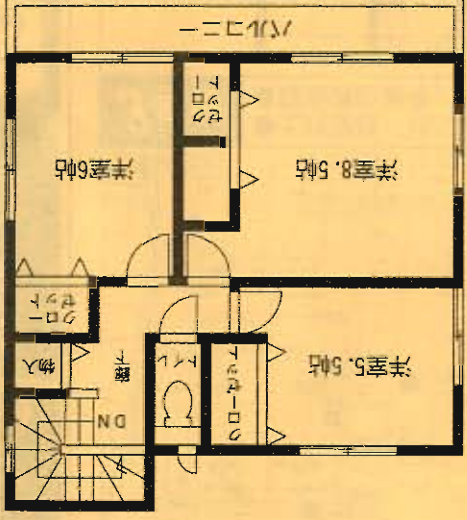 DN
洋室5.5帖
クロー
ゼット
トイレ
廊下
物入
クロー
ゼット
洋室8.5帖
クロー
ゼット
洋室6帖
バルコニー